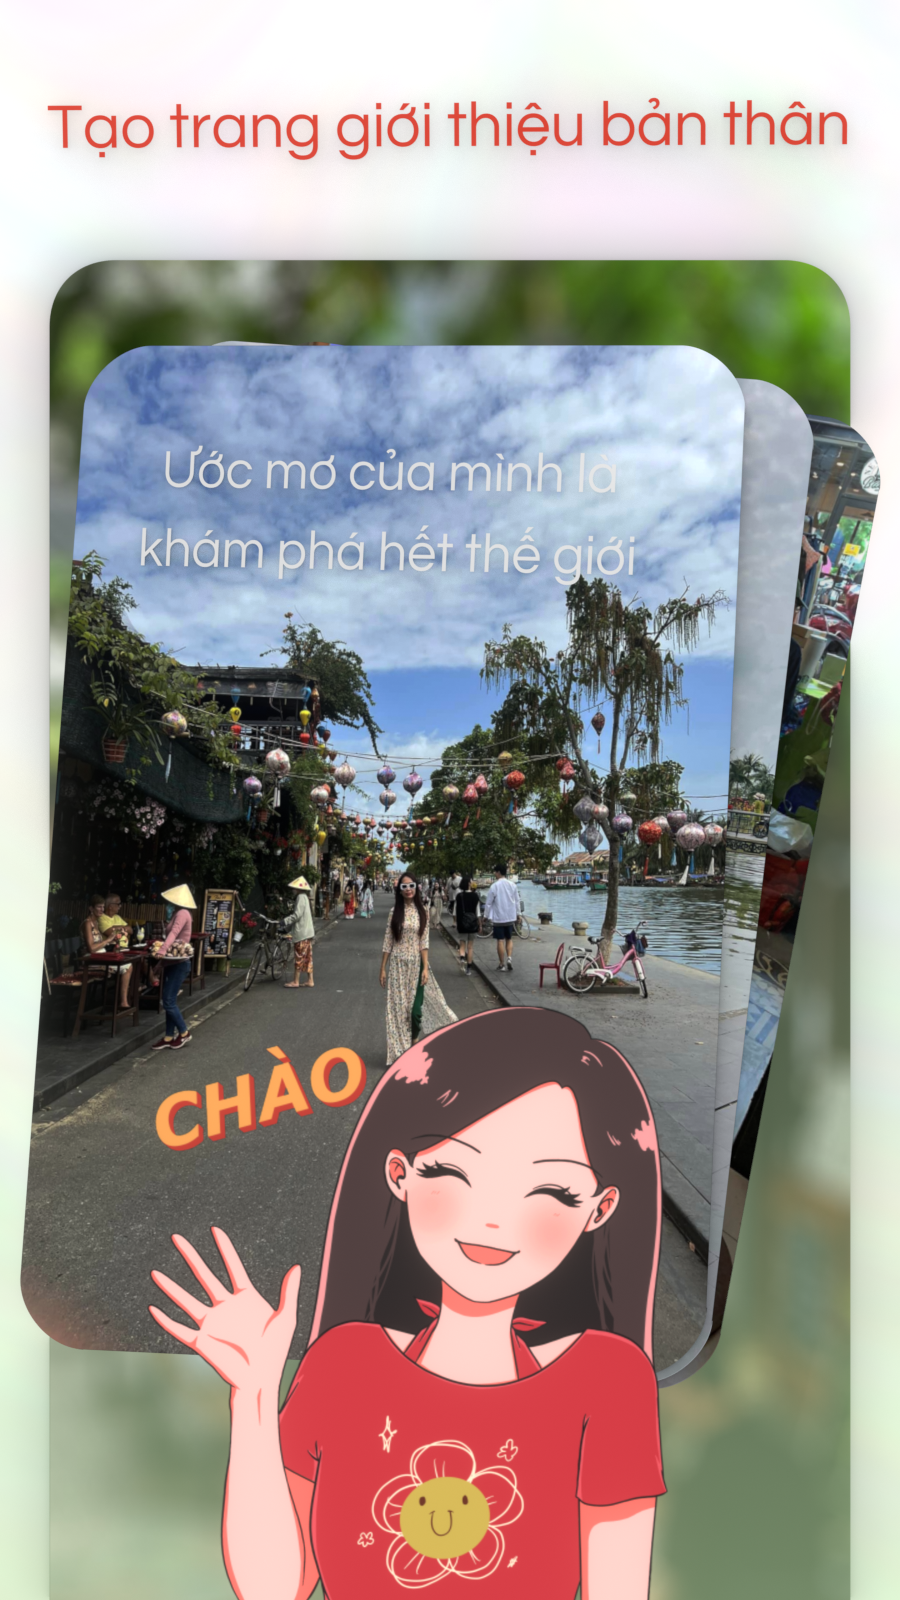 Tạo trang giới thiệu bản thân
Ước mơ của mình là
khám phá hết thế giới
CHÀO